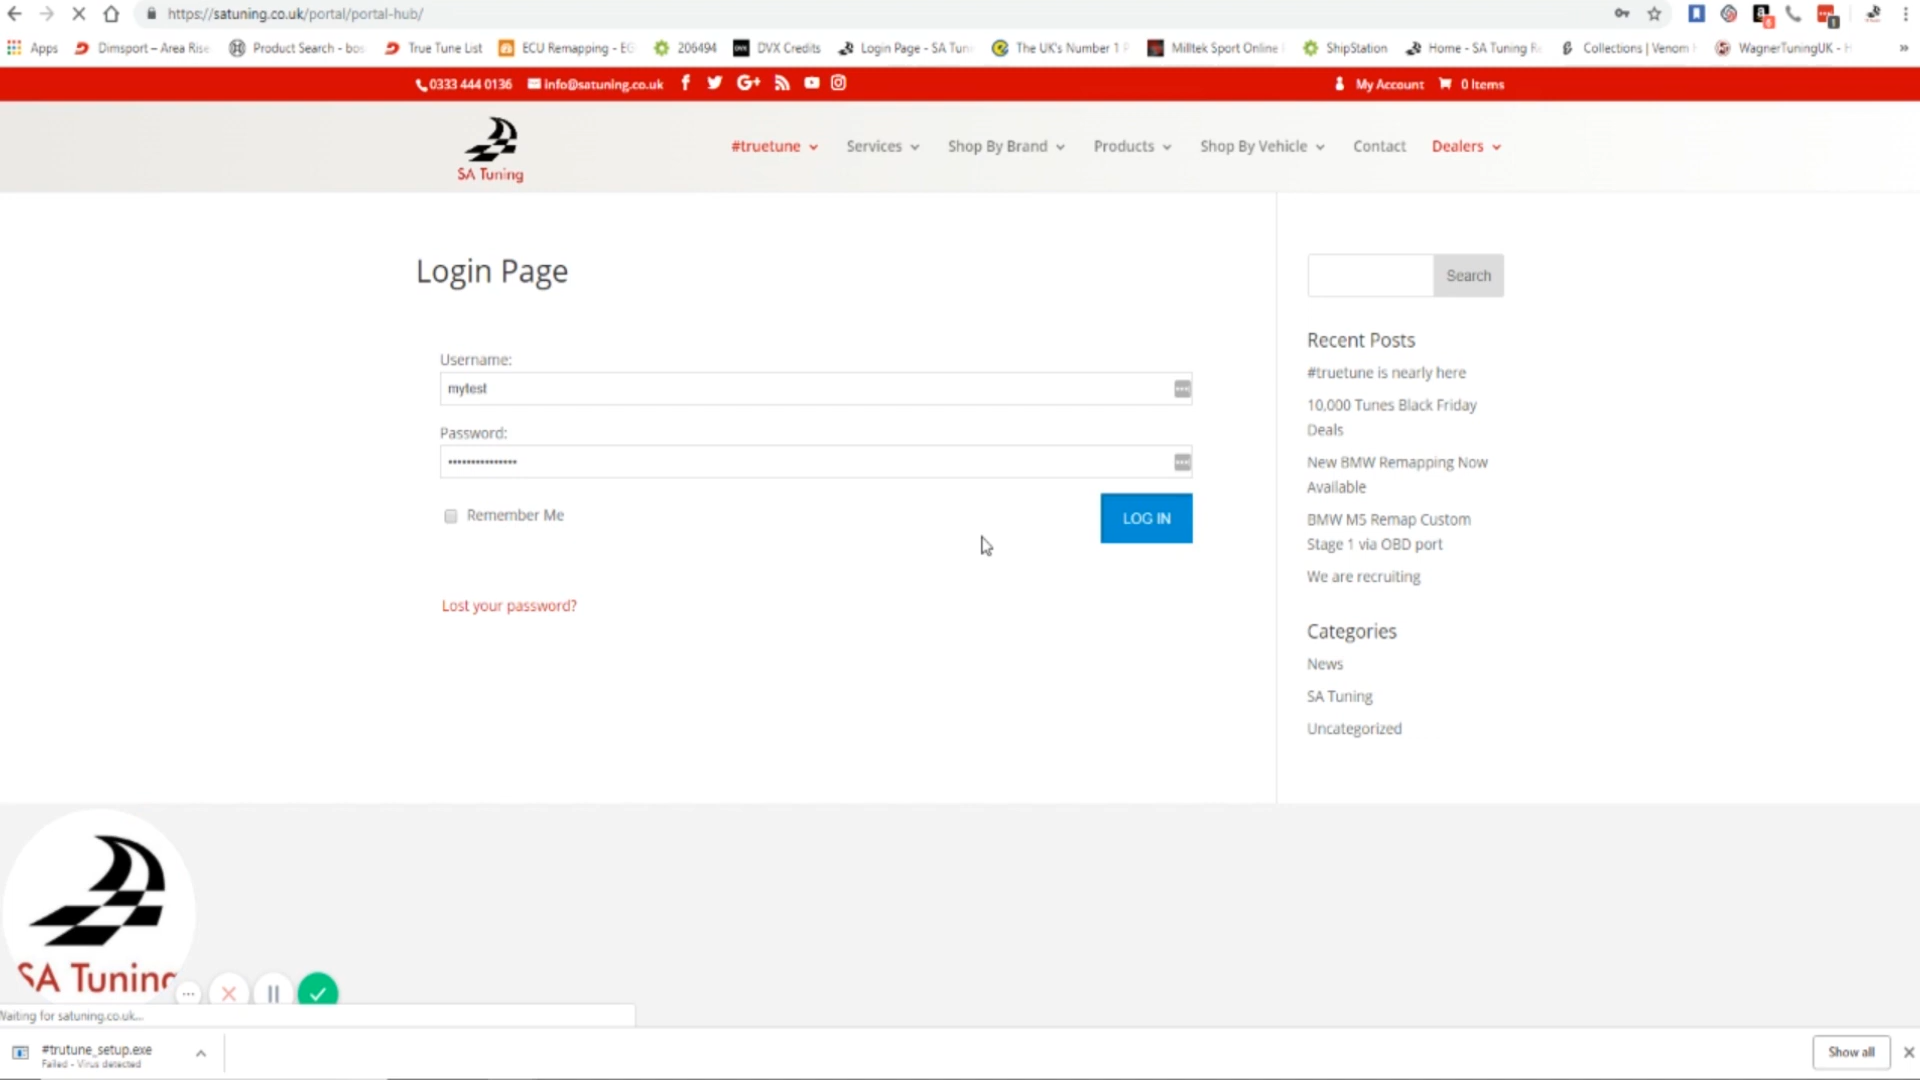 https://satuning.co.uk/portal/portal-hub/
Apps Dimsport – Area Rise Product Search - bos True Tune List ECU Remapping - EC 206494 DVX Credits Login Page - SA Tun The UK's Number 1 Milltek Sport Online ShipStation Home - SA Tuning R Collections | Venom WagnerTuningUK - H »
0333 444 0136 info@satuning.co.uk My Account 0 Items
SA Tuning
#truetune Services Shop By Brand Products Shop By Vehicle Contact Dealers
Login Page
Username:
mytest
Password:
•••••••••••••••
Remember Me
LOG IN
Lost your password?
Search
Recent Posts
#truetune is nearly here
10,000 Tunes Black Friday
Deals
New BMW Remapping Now
Available
BMW M5 Remap Custom
Stage 1 via OBD port
We are recruiting
Categories
News
SA Tuning
Uncategorized
SA Tuning
Waiting for satuning.co.uk...
#trutune_setup.exe
Failed - Virus detected
Show all